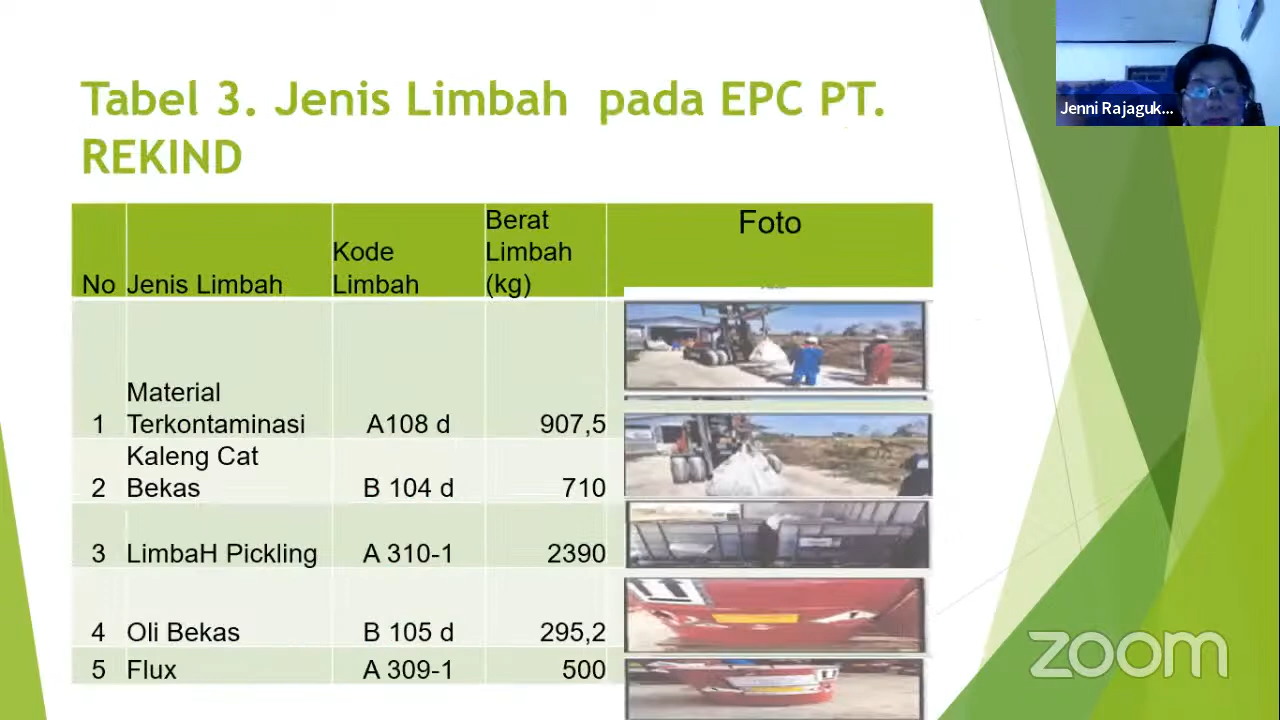 Tabel 3. Jenis Limbah pada EPC PT.
REKIND
Jenni Rajaguk...
No Jenis Limbah Kode Limbah Berat Limbah (kg) Foto
1 Material Terkontaminasi A108 d 907,5
2 Kaleng Cat Bekas B 104 d 710
3 LimbaH Pickling A 310-1 2390
4 Oli Bekas B 105 d 295,2
5 Flux A 309-1 500
zoom